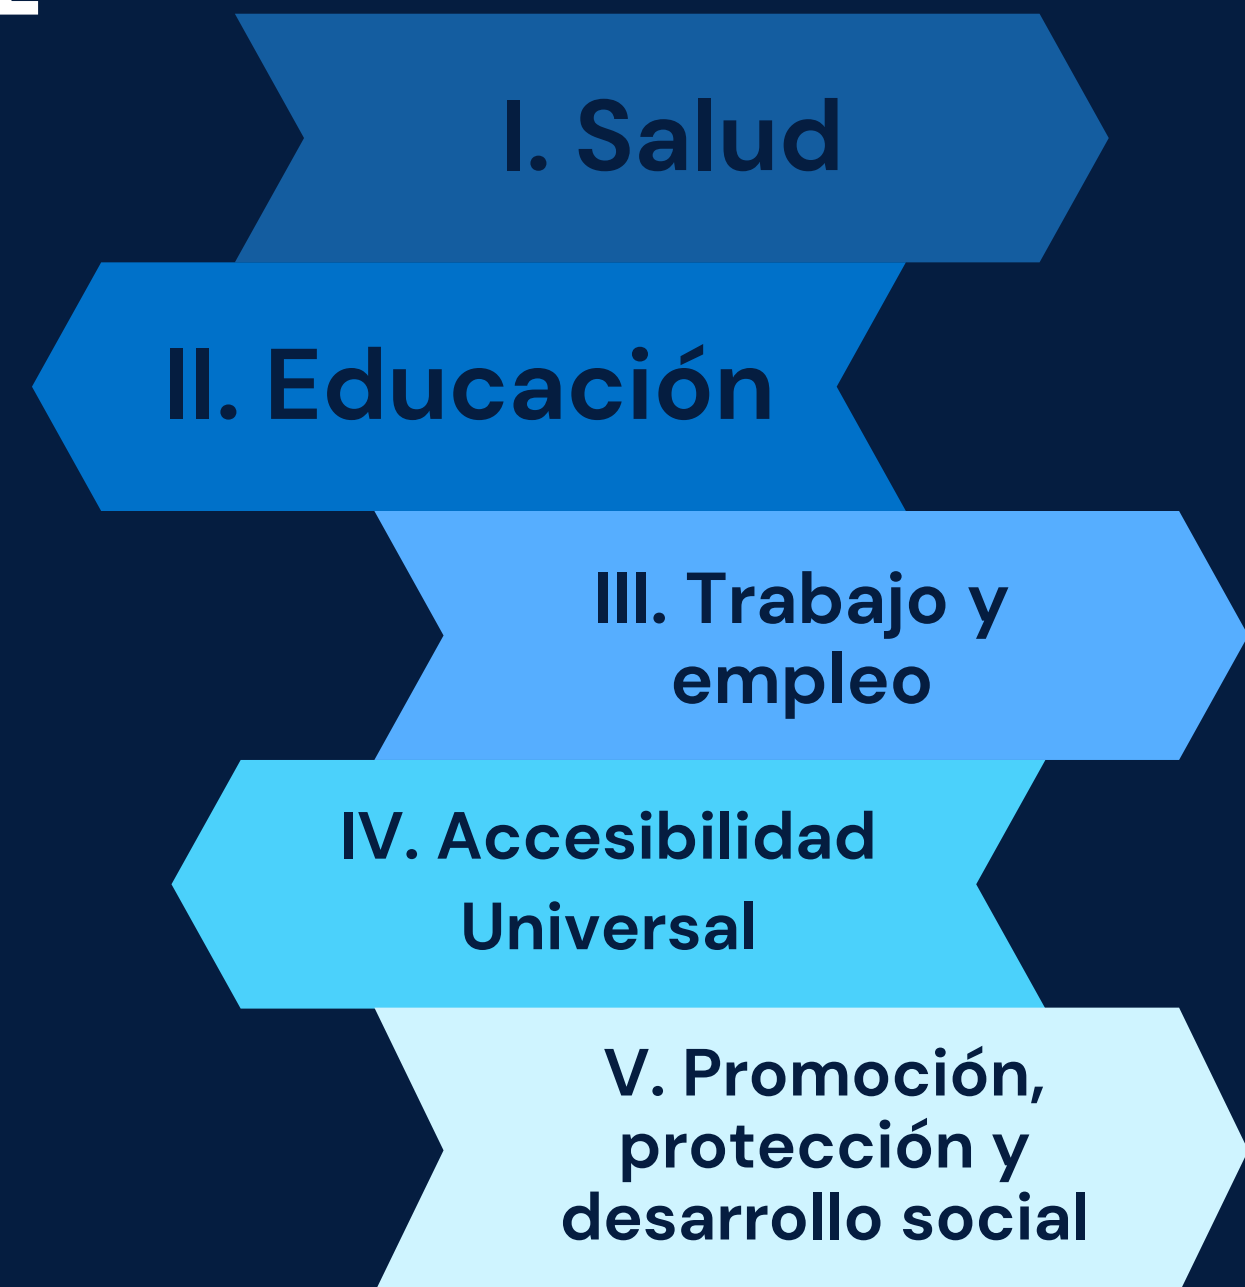 I. Salud
II. Educación
III. Trabajo y
empleo
IV. Accesibilidad
Universal
V. Promoción,
protección y
desarrollo social